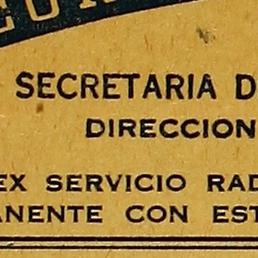 SECRETARIA D
DIRECCION
EX SERVICIO RAD
ANENTE CON EST